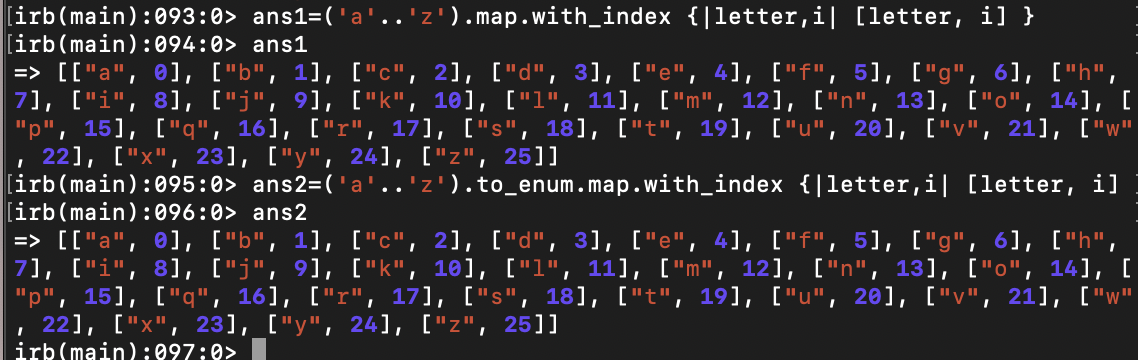 [irb(main):093:0> ans1=('a'..'z').map.with_index {|letter,i| [letter, i] }
[irb(main):094:0> ans1
=> [["a", 0], ["b", 1], ["c", 2], ["d", 3], ["e", 4], ["f", 5], ["g", 6], ["h",
7], ["i", 8], ["j", 9], ["k", 10], ["l", 11], ["m", 12], ["n", 13], ["o", 14], [
"p", 15], ["q", 16], ["r", 17], ["s", 18], ["t", 19], ["u", 20], ["v", 21], ["w"
, 22], ["x", 23], ["y", 24], ["z", 25]]
[irb(main):095:0> ans2=('a'..'z').to_enum.map.with_index {|letter,i| [letter, i]
[irb(main):096:0> ans2
=> [["a", 0], ["b", 1], ["c", 2], ["d", 3], ["e", 4], ["f", 5], ["g", 6], ["h",
7], ["i", 8], ["j", 9], ["k", 10], ["l", 11], ["m", 12], ["n", 13], ["o", 14], [
"p", 15], ["q", 16], ["r", 17], ["s", 18], ["t", 19], ["u", 20], ["v", 21], ["w"
, 22], ["x", 23], ["y", 24], ["z", 25]]
irb(main):097:0>